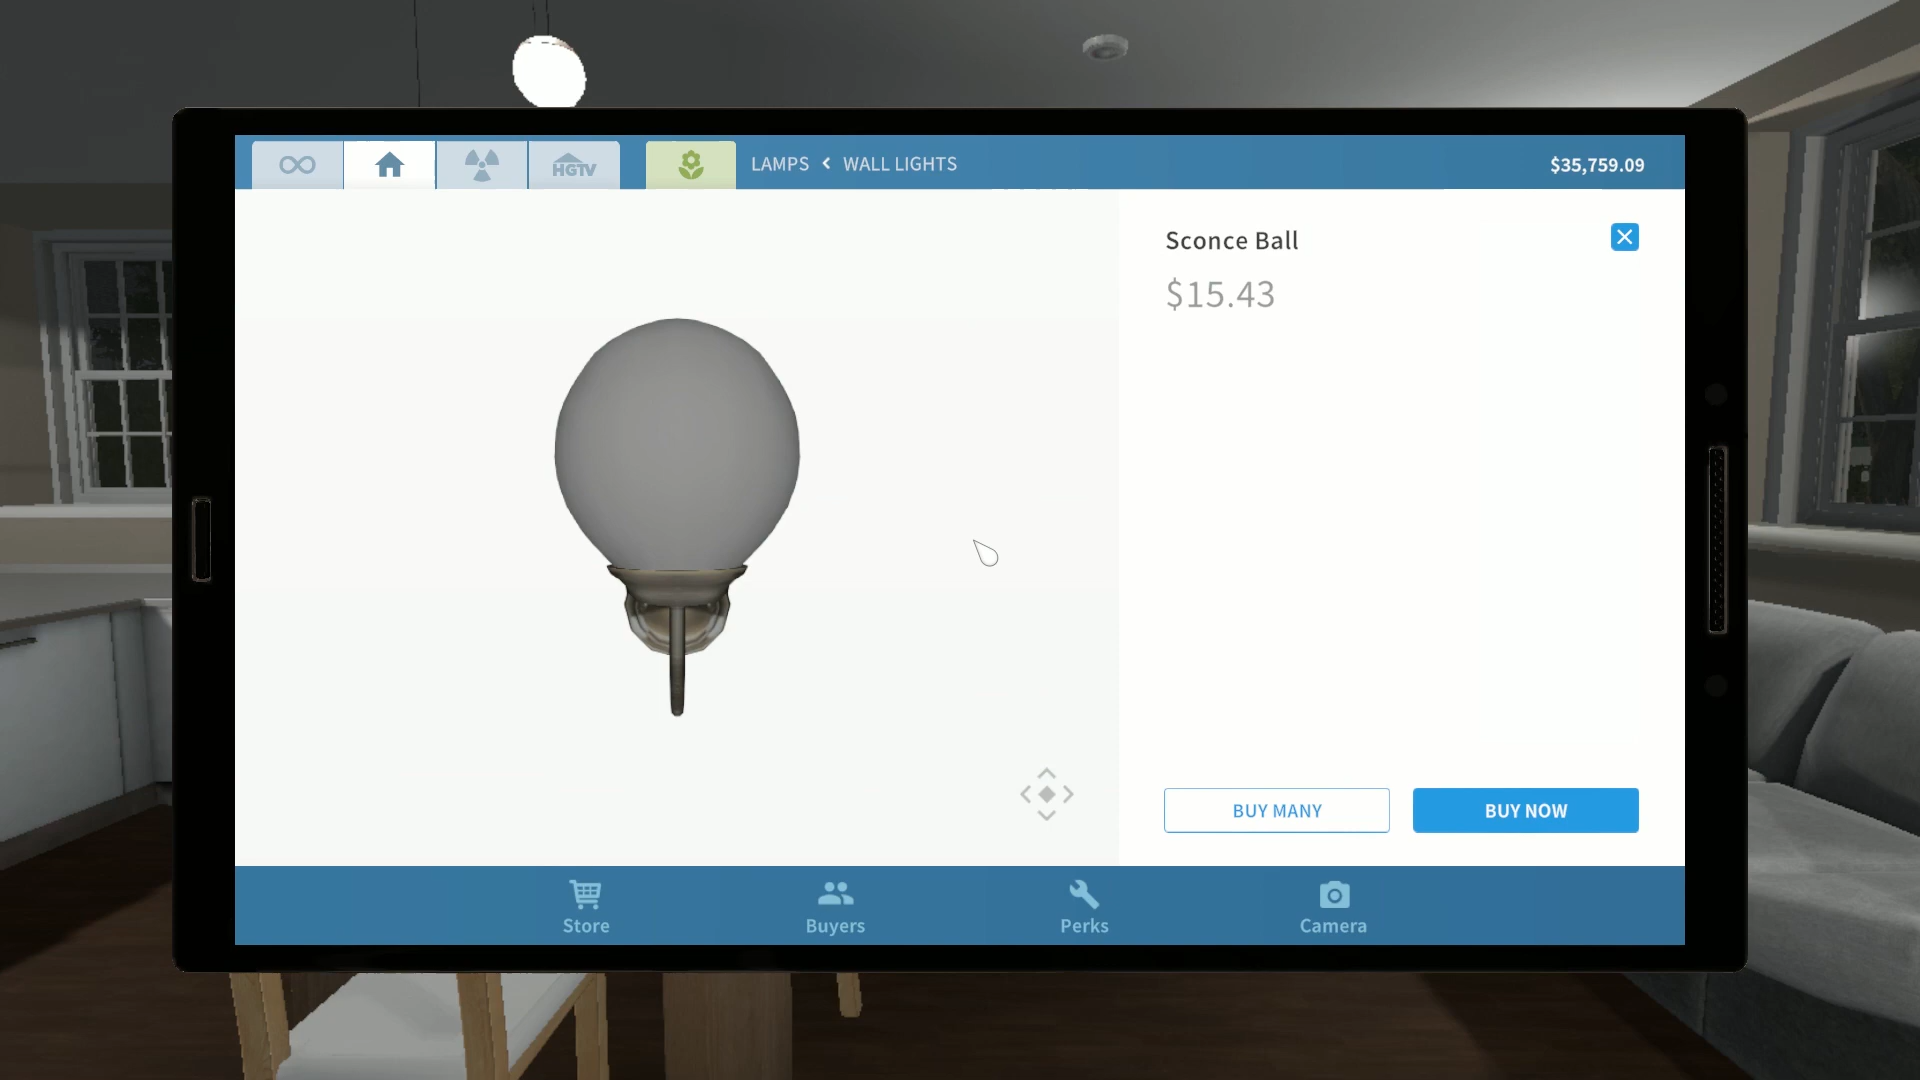 HGTV
LAMPS < WALL LIGHTS
$35,759.09
Sconce Ball
$15.43
BUY MANY
BUY NOW
Store
Buyers
Perks
Camera